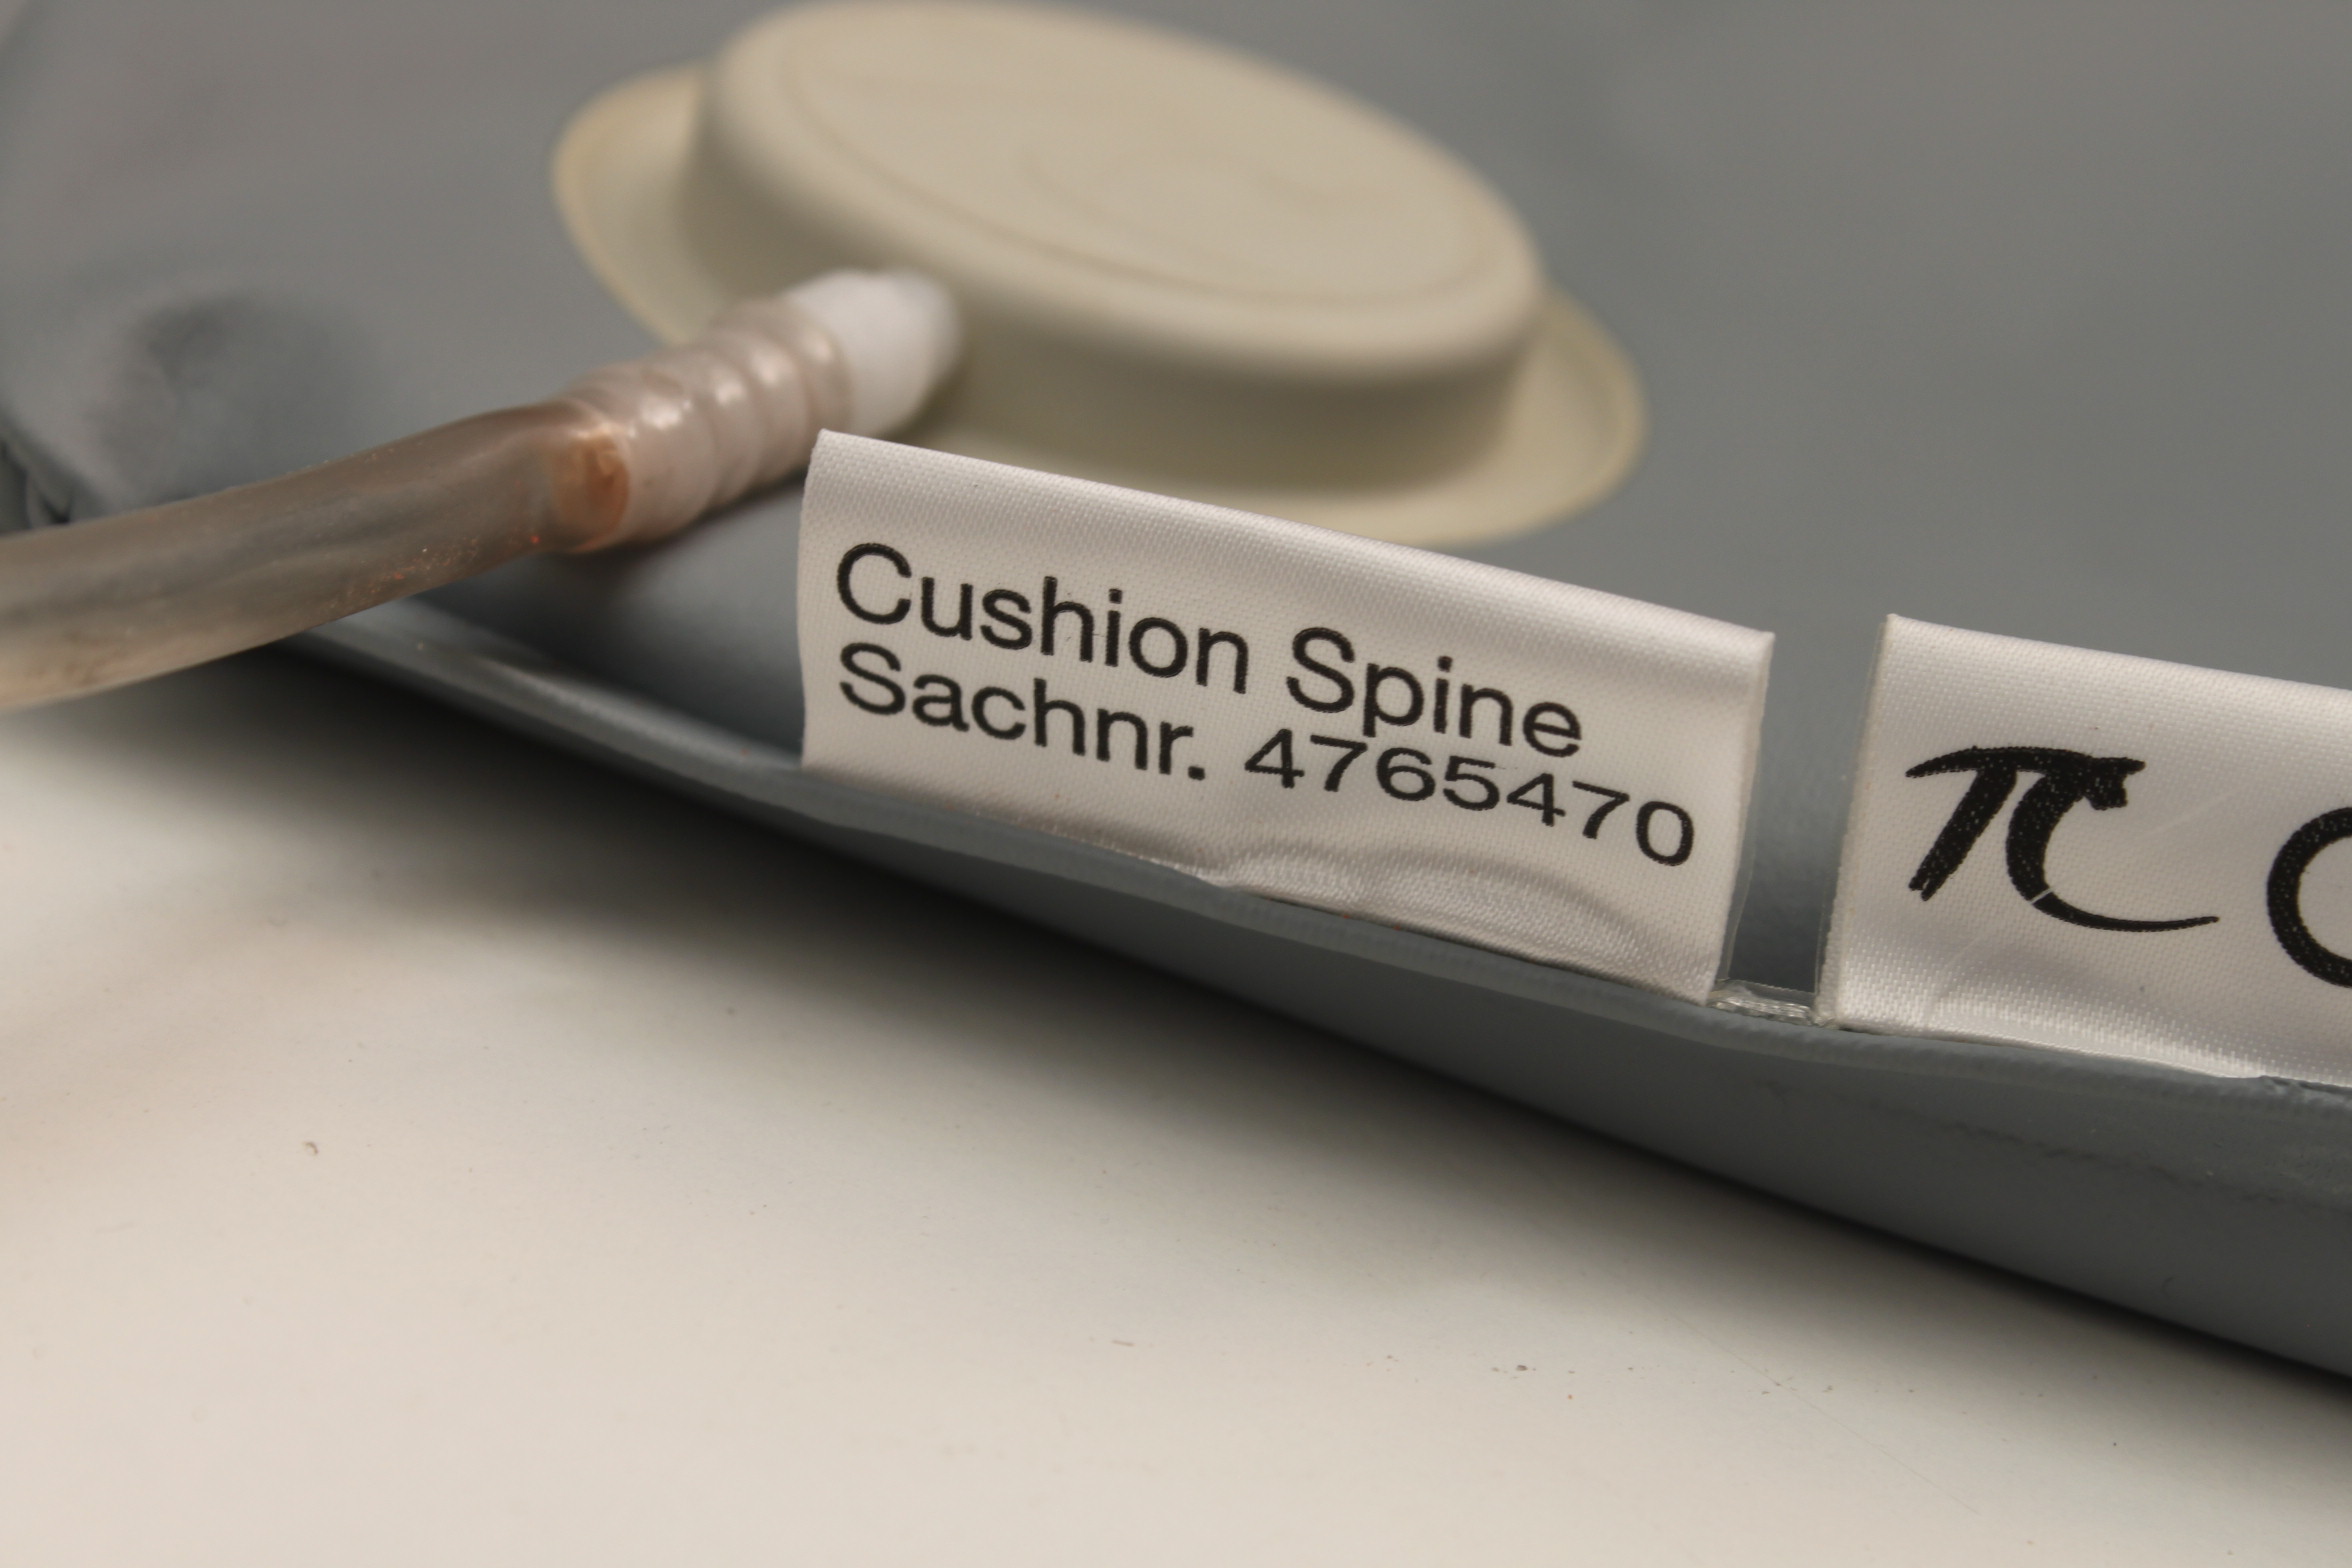 Cushion Spine
Sachnr. 4765470
π